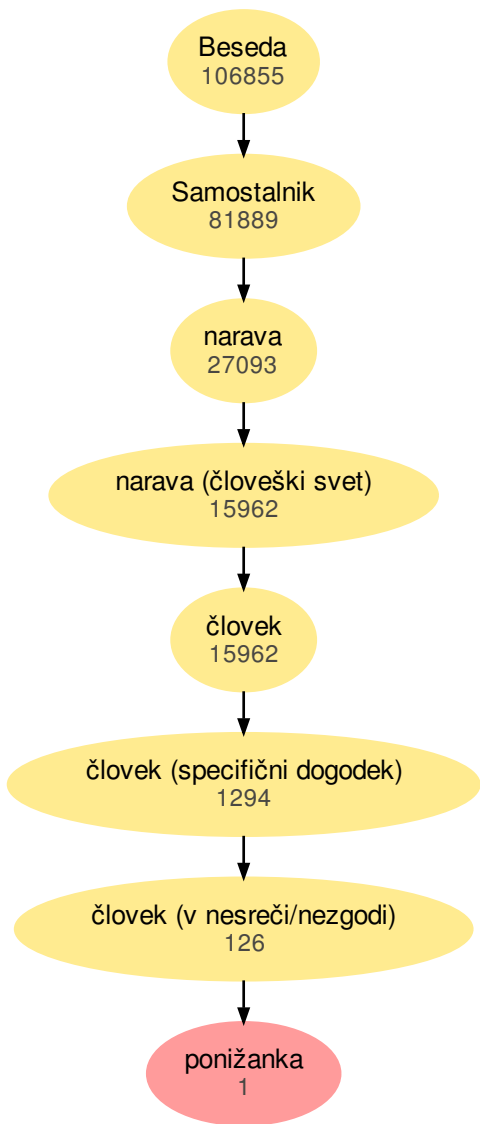 Beseda
106855
Samostalnik
81889
narava
27093
narava (človeški svet)
15962
človek
15962
človek (specifični dogodek)
1294
človek (v nesreči/nezgodi)
126
ponižanka
1